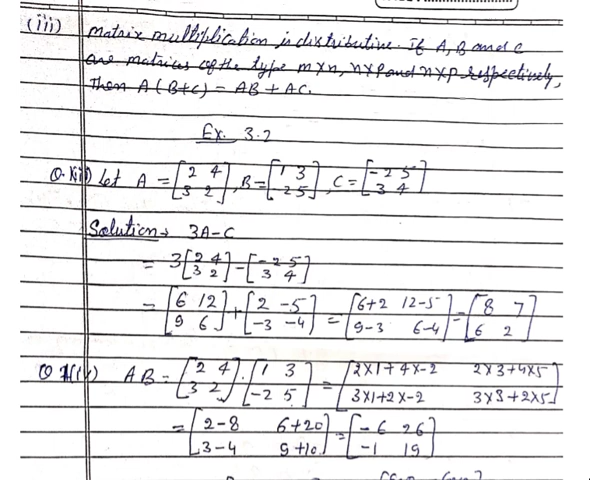 (iii) matrix multiplication is distributive. If A, B and C
are matrices of the type m×n, n×p and n×p respectively,
Then A(B+C) = AB + AC.
Ex. 3.2
Q.1(iii) Let A = [2 4; 3 2], B = [1 3; -2 5], C = [-2 5; 3 4]
Solution→ 3A-C
= 3[2 4; 3 2] - [-2 5; 3 4]
= [6 12; 9 6] + [2 -5; -3 -4] = [6+2 12-5; 9-3 6-4] = [8 7; 6 2]
Q 1(iv) AB = [2 4; 3 2] . [1 3; -2 5] = [2×1+4×-2 2×3+4×5; 3×1+2×-2 3×3+2×5]
= [2-8 6+20; 3-4 9+10] = [-6 26; -1 19]